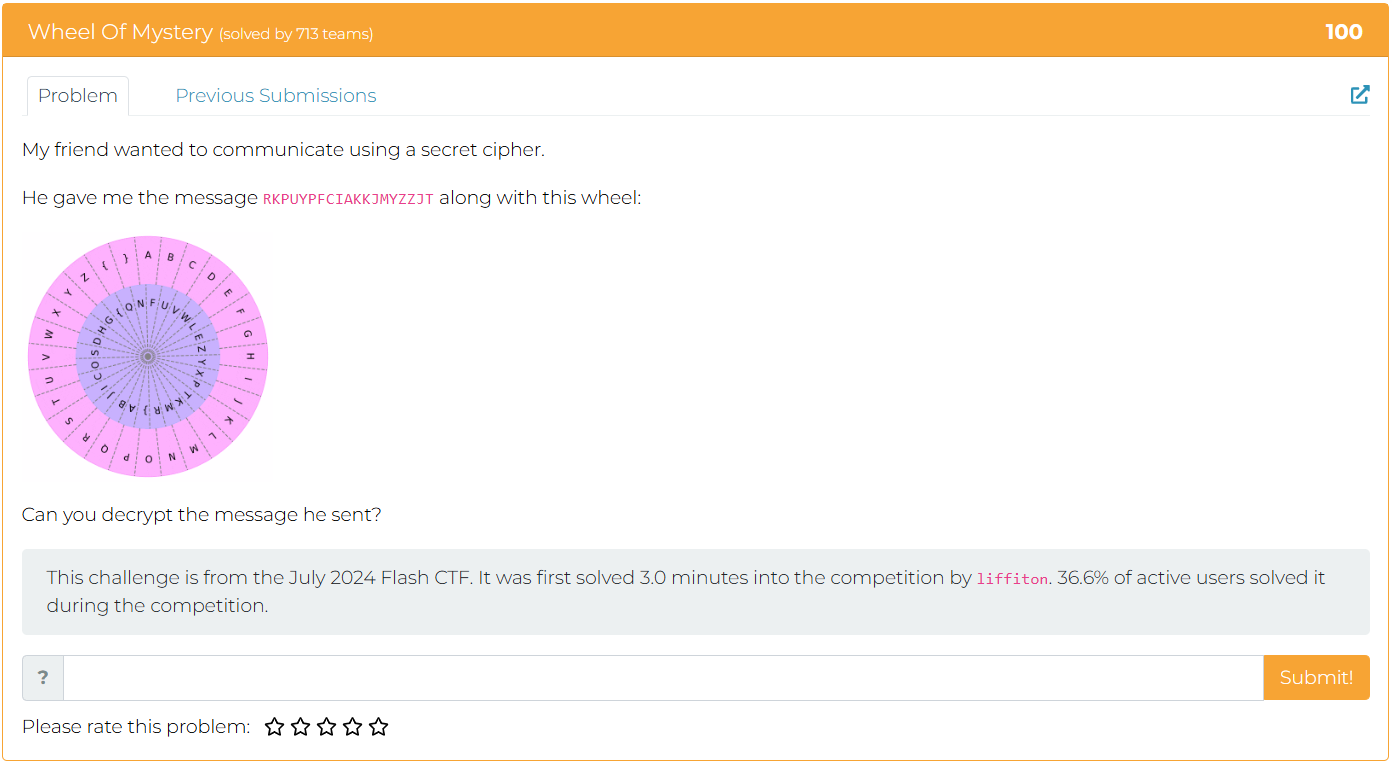 Wheel Of Mystery (solved by 713 teams) 100
Problem Previous Submissions
My friend wanted to communicate using a secret cipher.
He gave me the message RKPUYPFCIAKKJMYZZJT along with this wheel:
A B C D E F G H I J K L M N O P Q R S T U V W X Y Z { }
F U V W L E Z Y X P T K M R } A B J I C O S D H G { Q N
Can you decrypt the message he sent?
This challenge is from the July 2024 Flash CTF. It was first solved 3.0 minutes into the competition by liffiton. 36.6% of active users solved it
during the competition.
? Submit!
Please rate this problem: